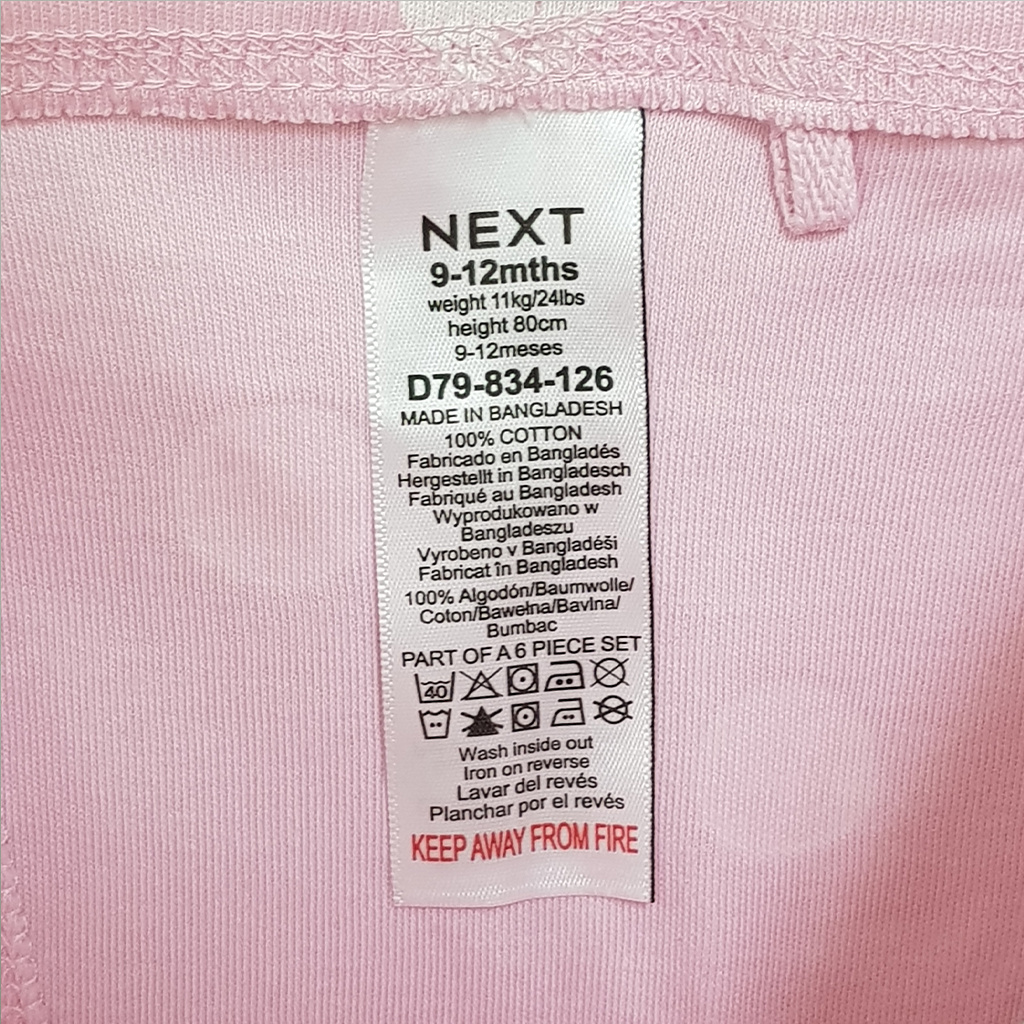 NEXT
9-12mths
weight 11kg/24lbs
height 80cm
9-12meses
D79-834-126
MADE IN BANGLADESH
100% COTTON
Fabricado en Bangladés
Hergestellt in Bangladesch
Fabriqué au Bangladesh
Wyprodukowano w
Bangladeszu
Vyrobeno v Bangladéši
Fabricat în Bangladesh
100% Algodón/Baumwolle/
Coton/Bawełna/Bavlna/
Bumbac
PART OF A 6 PIECE SET
40
Wash inside out
Iron on reverse
Lavar del revés
Planchar por el revés
KEEP AWAY FROM FIRE